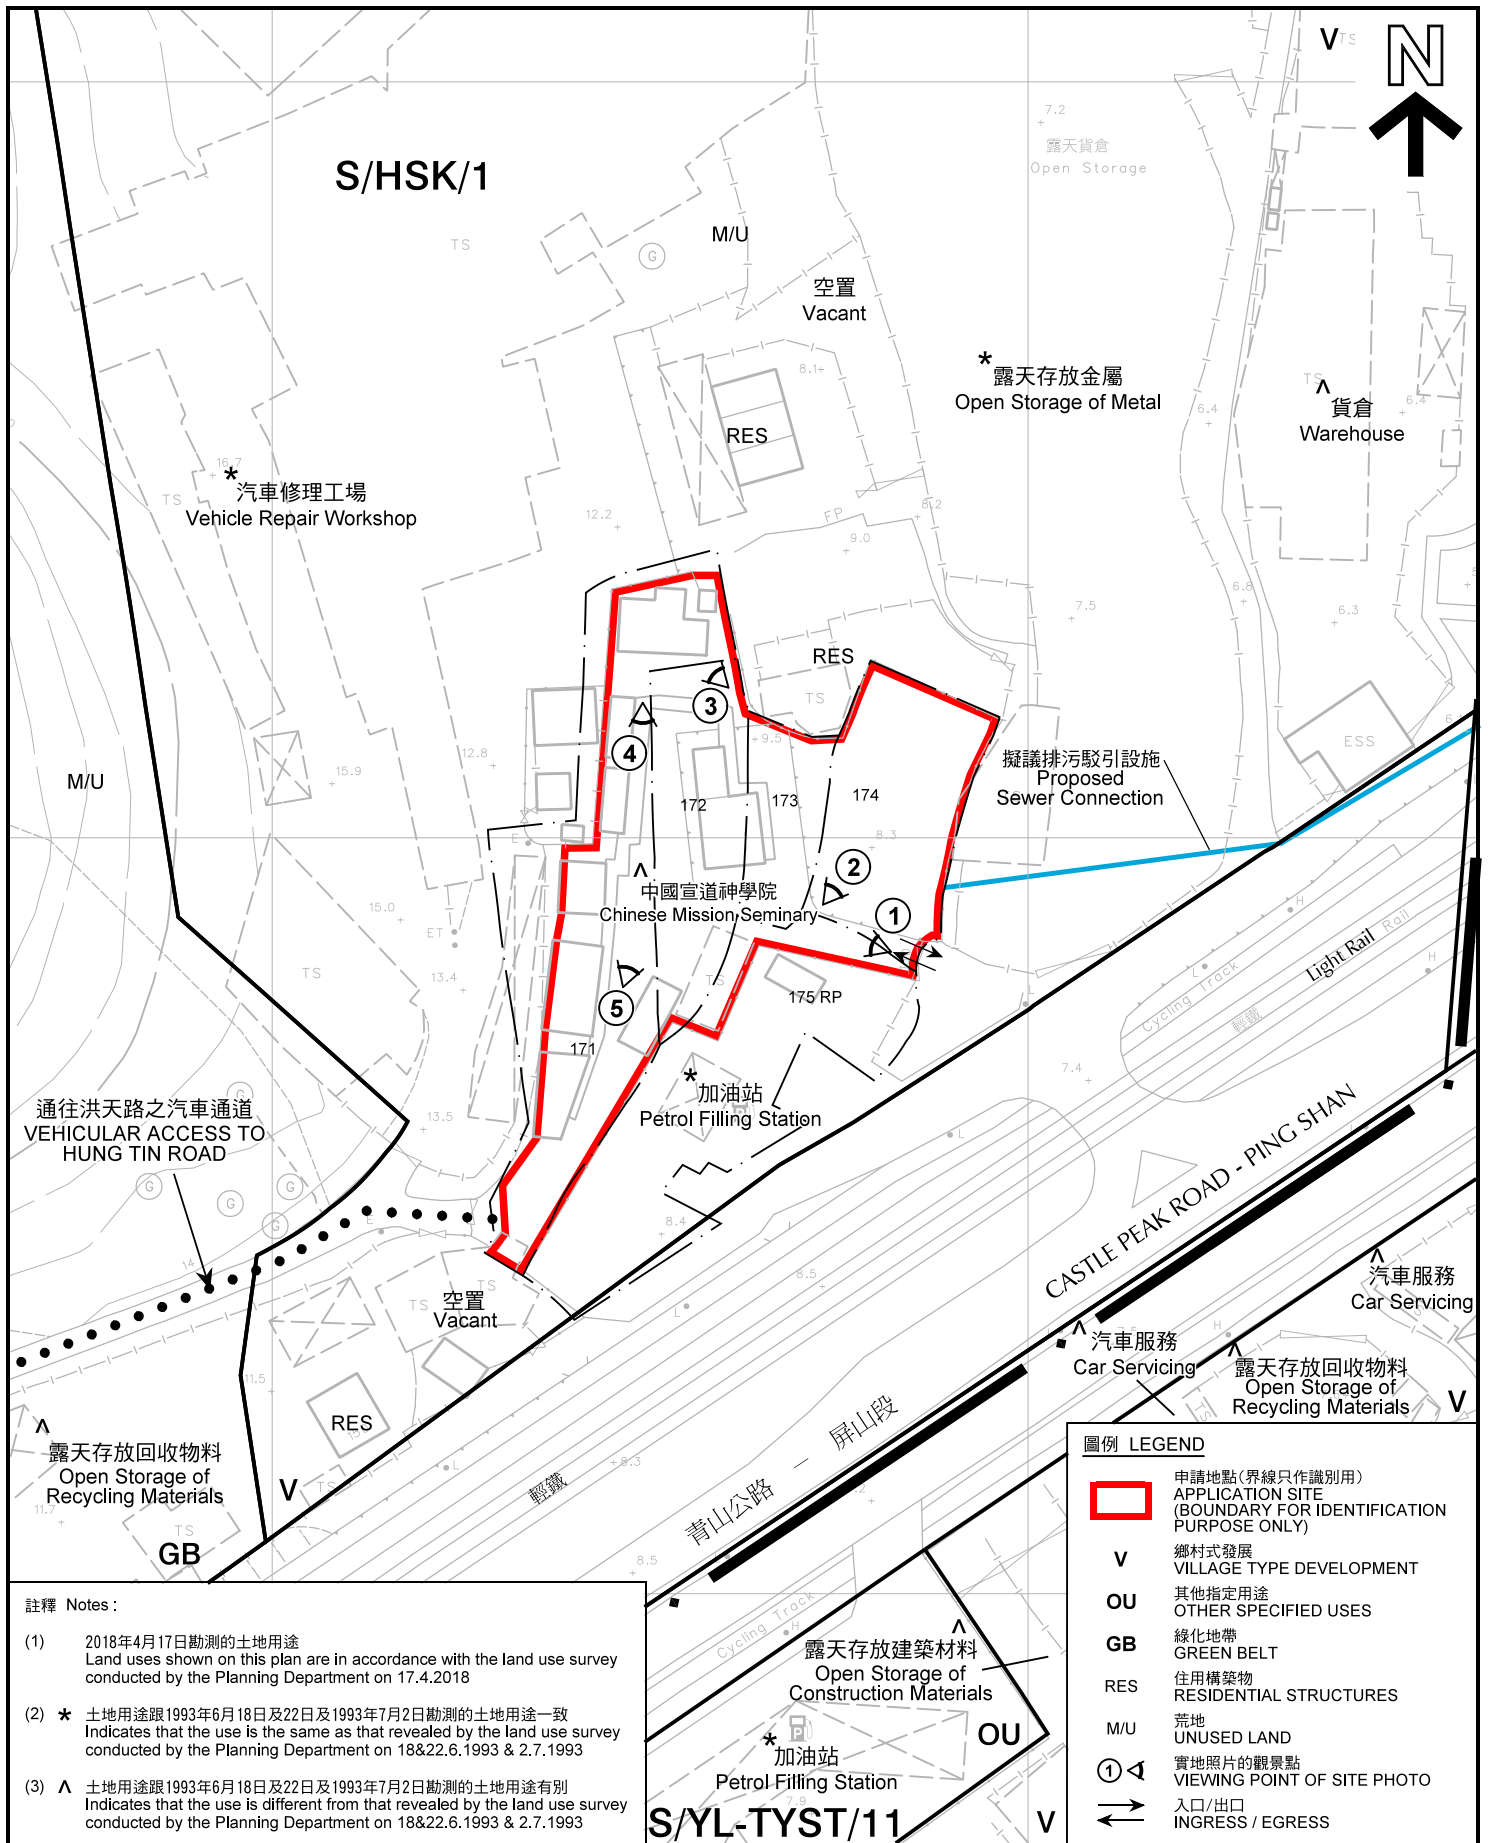 V
TS
N
7.2
露天貨倉
Open Storage
S/HSK/1
TS
M/U
G
空置
Vacant
8.1
*
露天存放金屬
Open Storage of Metal
TS
^
貨倉
Warehouse
6.4
6.4
RES
16.7
*
TS
汽車修理工場
Vehicle Repair Workshop
12.2
FP
8.2
9.0
7.5
6.8
6.3
RES
TS
3
4
12.8
9.5
ESS
擬議排污駁引設施
Proposed
Sewer Connection
15.9
M/U
172
173
174
8.3
E
2
^
中國宣道神學院
Chinese Mission Seminary
1
15.0
ET
H
TS
13.4
5
TS
175 RP
L
L
H
Cycling Track
Light Rail
Rail
輕鐵
171
7.4
*
加油站
Petrol Filling Station
通往洪天路之汽車通道
VEHICULAR ACCESS TO
HUNG TIN ROAD
13.5
G
G
G
G
G
L
CASTLE PEAK ROAD - PING SHAN
E
8.4
14
8.5
TS
TS
空置
Vacant
L
^
汽車服務
Car Servicing
^
汽車服務
Car Servicing
H
^
露天存放回收物料
Open Storage of
Recycling Materials
TS
V
11.5
RES
^
露天存放回收物料
Open Storage of
Recycling Materials
11.7
V
TS
TS
GB
L
8.3
輕鐵
青山公路 － 屏山段
8.5
Cycling Track
H
^
露天存放建築材料
Open Storage of
Construction Materials
OU
*
加油站
Petrol Filling Station
7.9
S/YL-TYST/11
V
圖例 LEGEND
申請地點(界線只作識別用)
APPLICATION SITE
(BOUNDARY FOR IDENTIFICATION
PURPOSE ONLY)
V 鄉村式發展
VILLAGE TYPE DEVELOPMENT
OU 其他指定用途
OTHER SPECIFIED USES
GB 綠化地帶
GREEN BELT
RES 住用構築物
RESIDENTIAL STRUCTURES
M/U 荒地
UNUSED LAND
1 實地照片的觀景點
VIEWING POINT OF SITE PHOTO
入口/出口
INGRESS / EGRESS
註釋 Notes :
(1) 2018年4月17日勘測的土地用途
Land uses shown on this plan are in accordance with the land use survey
conducted by the Planning Department on 17.4.2018
(2) * 土地用途跟1993年6月18日及22日及1993年7月2日勘測的土地用途一致
Indicates that the use is the same as that revealed by the land use survey
conducted by the Planning Department on 18&22.6.1993 & 2.7.1993
(3) ^ 土地用途跟1993年6月18日及22日及1993年7月2日勘測的土地用途有別
Indicates that the use is different from that revealed by the land use survey
conducted by the Planning Department on 18&22.6.1993 & 2.7.1993